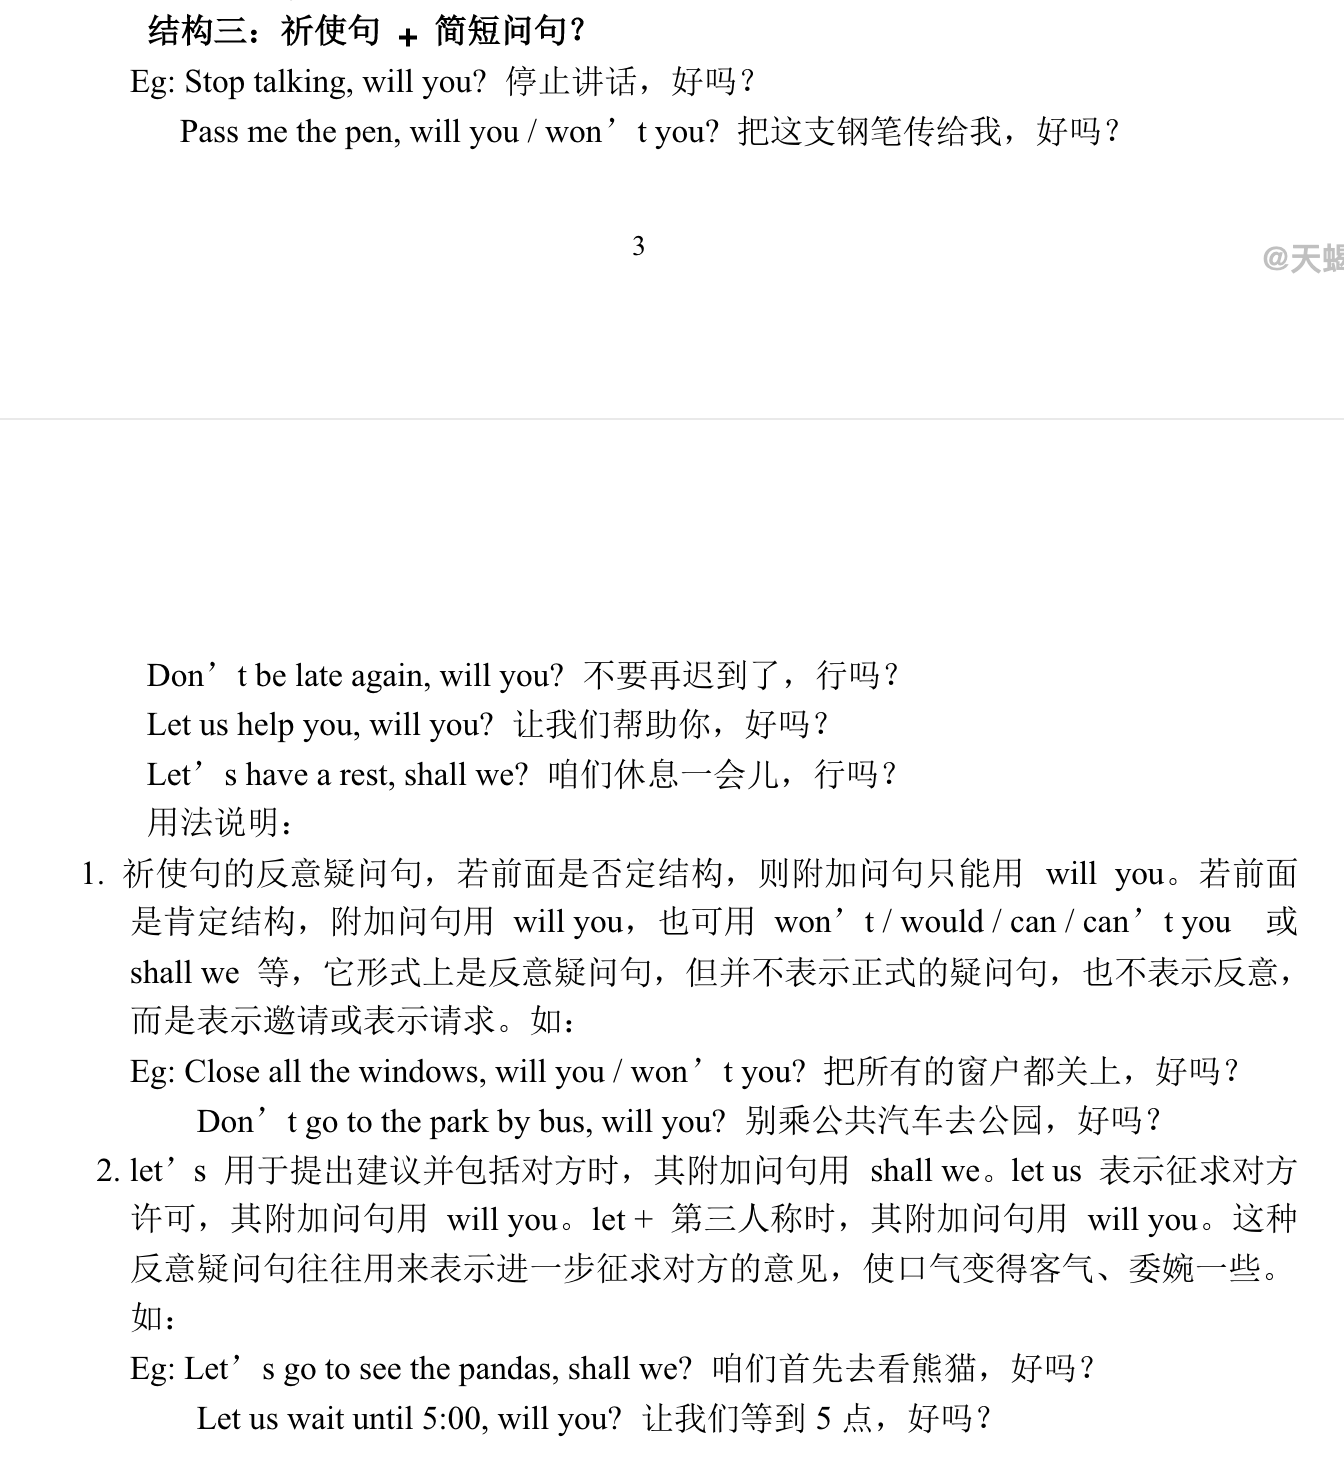 结构三：祈使句 + 简短问句？
Eg: Stop talking, will you? 停止讲话，好吗？
Pass me the pen, will you / won’t you? 把这支钢笔传给我，好吗？
3
@天蝎
Don’t be late again, will you? 不要再迟到了，行吗？
Let us help you, will you? 让我们帮助你，好吗？
Let’s have a rest, shall we? 咱们休息一会儿，行吗？
用法说明：
1. 祈使句的反意疑问句，若前面是否定结构，则附加问句只能用 will you。若前面
是肯定结构，附加问句用 will you，也可用 won’t / would / can / can’t you 或
shall we 等，它形式上是反意疑问句，但并不表示正式的疑问句，也不表示反意，
而是表示邀请或表示请求。如：
Eg: Close all the windows, will you / won’t you? 把所有的窗户都关上，好吗？
Don’t go to the park by bus, will you? 别乘公共汽车去公园，好吗？
2. let’s 用于提出建议并包括对方时，其附加问句用 shall we。let us 表示征求对方
许可，其附加问句用 will you。let + 第三人称时，其附加问句用 will you。这种
反意疑问句往往用来表示进一步征求对方的意见，使口气变得客气、委婉一些。
如：
Eg: Let’s go to see the pandas, shall we? 咱们首先去看熊猫，好吗？
Let us wait until 5:00, will you? 让我们等到 5 点，好吗？